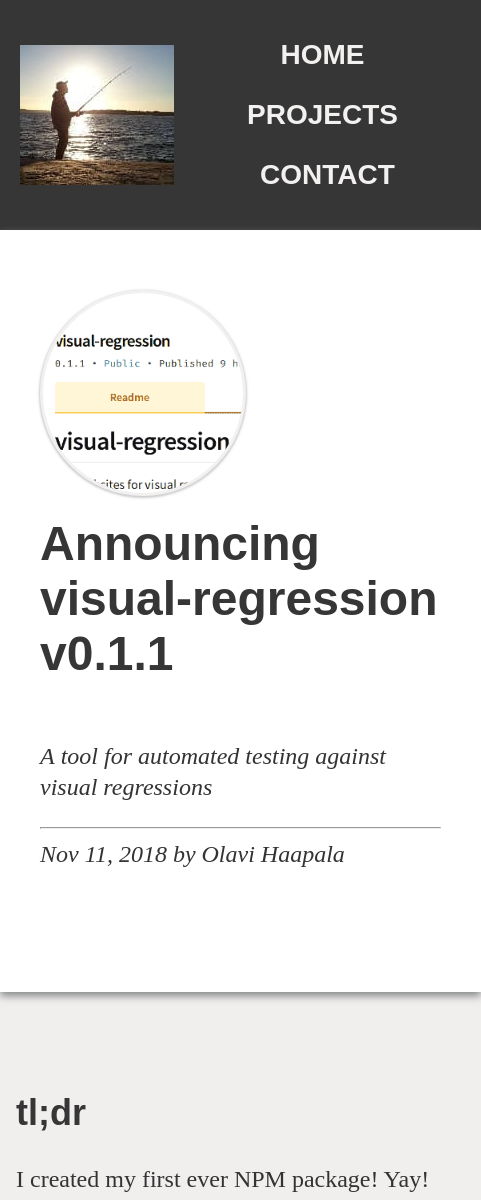 HOME
PROJECTS
CONTACT
visual-regression
0.1.1 • Public • Published 9 h
Readme
visual-regression
sites for visual
Announcing
visual-regression
v0.1.1
A tool for automated testing against
visual regressions
Nov 11, 2018 by Olavi Haapala
tl;dr
I created my first ever NPM package! Yay!